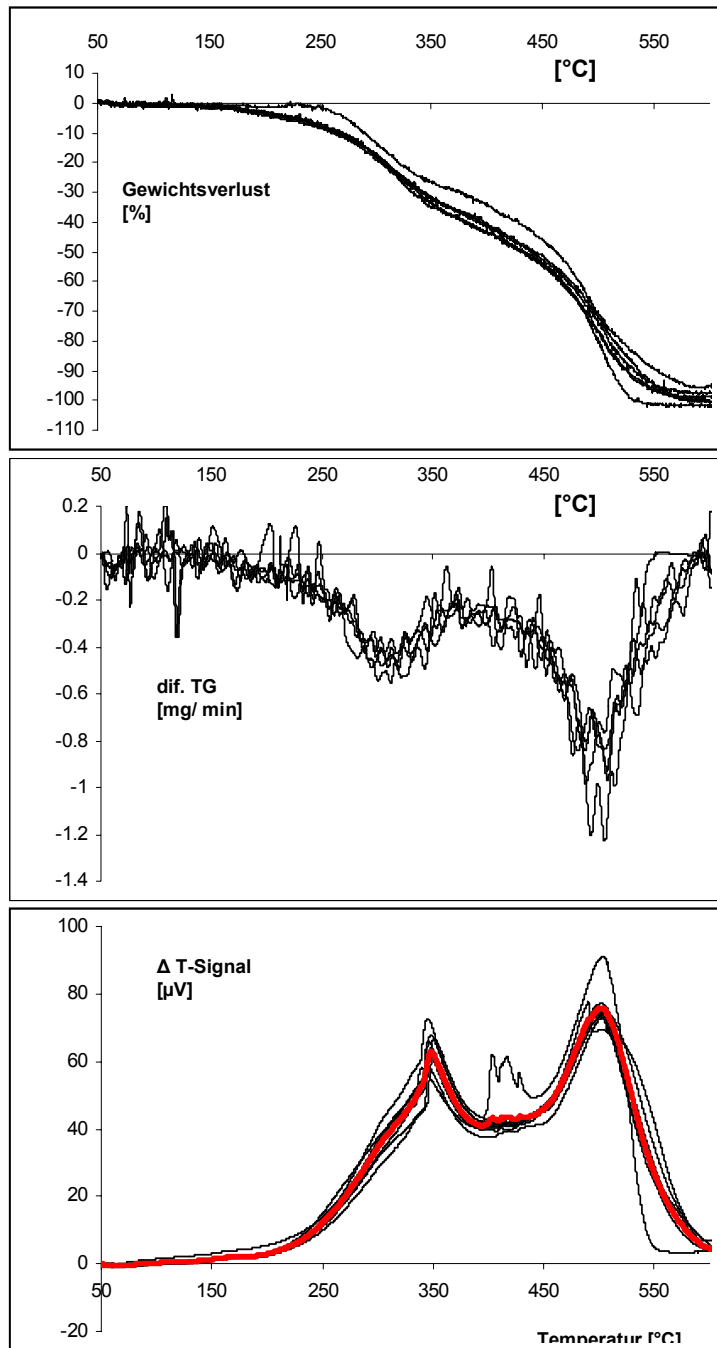 50 150 250 350 450 550
[°C]
10
0
-10
-20
-30
-40
-50
-60
-70
-80
-90
-100
-110
Gewichtsverlust
[%]
50 150 250 350 450 550
[°C]
0.2
0
-0.2
-0.4
-0.6
-0.8
-1
-1.2
-1.4
dif. TG
[mg/ min]
100
80
60
40
20
0
-20
Δ T-Signal
[µV]
50 150 250 350 450 550
Temperatur [°C]